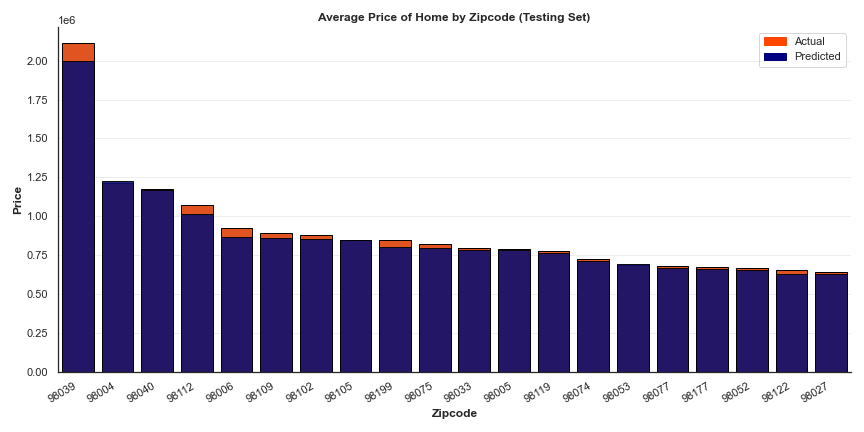 Average Price of Home by Zipcode (Testing Set)
1e6
Actual
Predicted
2.00
1.75
1.50
1.25
1.00
0.75
0.50
0.25
0.00
Price
98039 98004 98040 98112 98006 98109 98102 98105 98199 98075 98033 98005 98119 98074 98053 98077 98177 98052 98122 98027
Zipcode